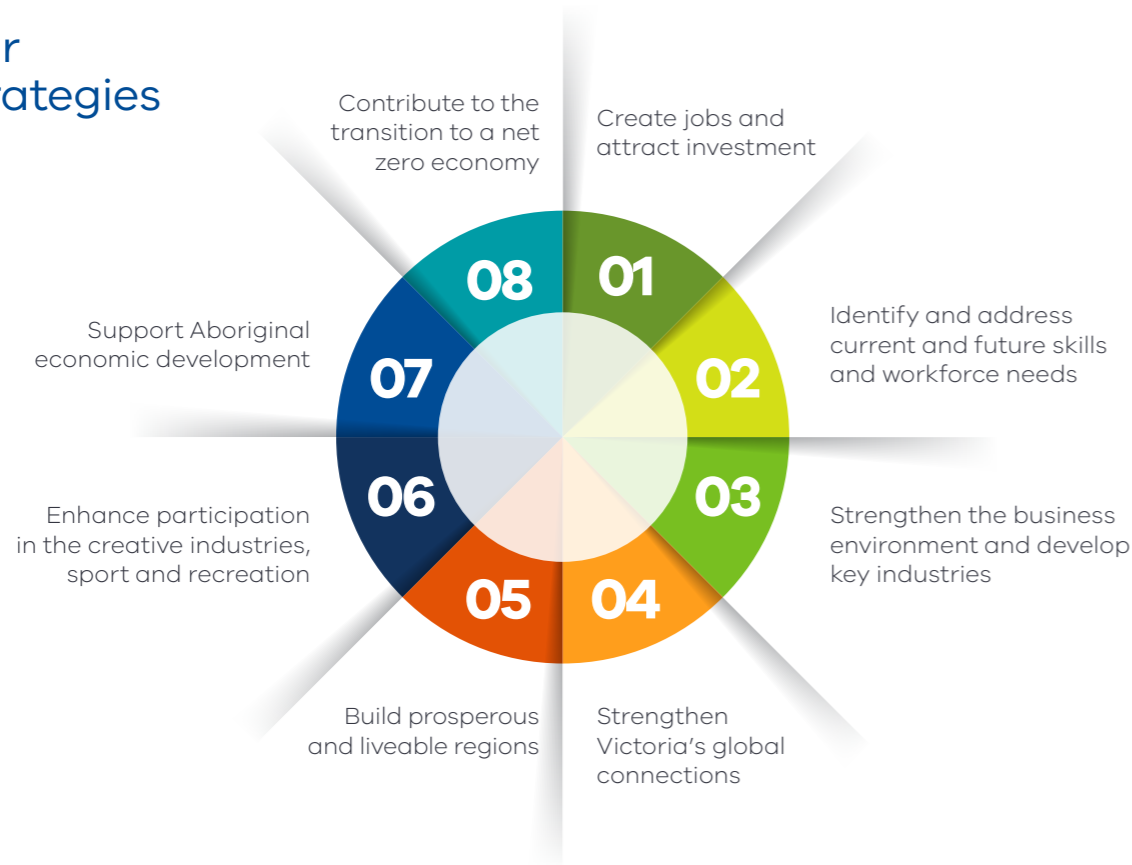 r
rategies
Contribute to the
transition to a net
zero economy
Create jobs and
attract investment
08
01
Support Aboriginal
economic development
07
02
Identify and address
current and future skills
and workforce needs
06
03
Enhance participation
in the creative industries,
sport and recreation
Strengthen the business
environment and develop
key industries
05
04
Build prosperous
and liveable regions
Strengthen
Victoria's global
connections